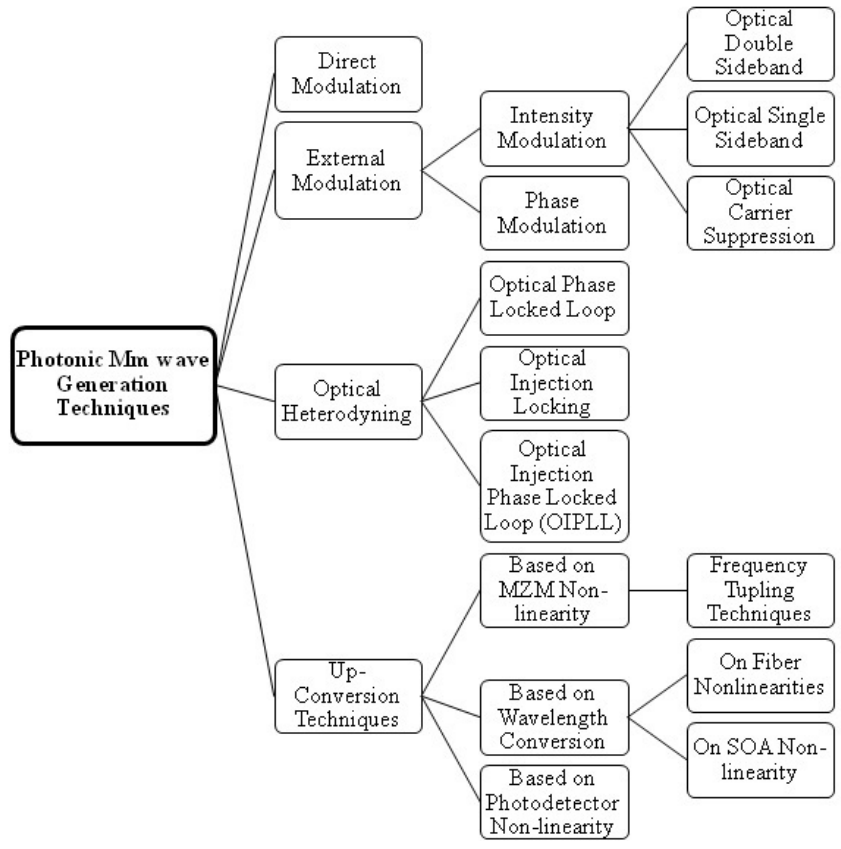 Photonic Mm wave
Generation
Techniques
Direct
Modulation
External
Modulation
Intensity
Modulation
Optical
Double
Sideband
Optical Single
Sideband
Optical
Carrier
Suppression
Phase
Modulation
Optical
Heterodyning
Optical Phase
Locked Loop
Optical
Injection
Locking
Optical
Injection
Phase Locked
Loop (OIPLL)
Up-
Conversion
Techniques
Based on
MZM Non-
linearity
Frequency
Tupling
Techniques
Based on
Wavelength
Conversion
On Fiber
Nonlinearities
On SOA Non-
linearity
Based on
Photodetector
Non-linearity